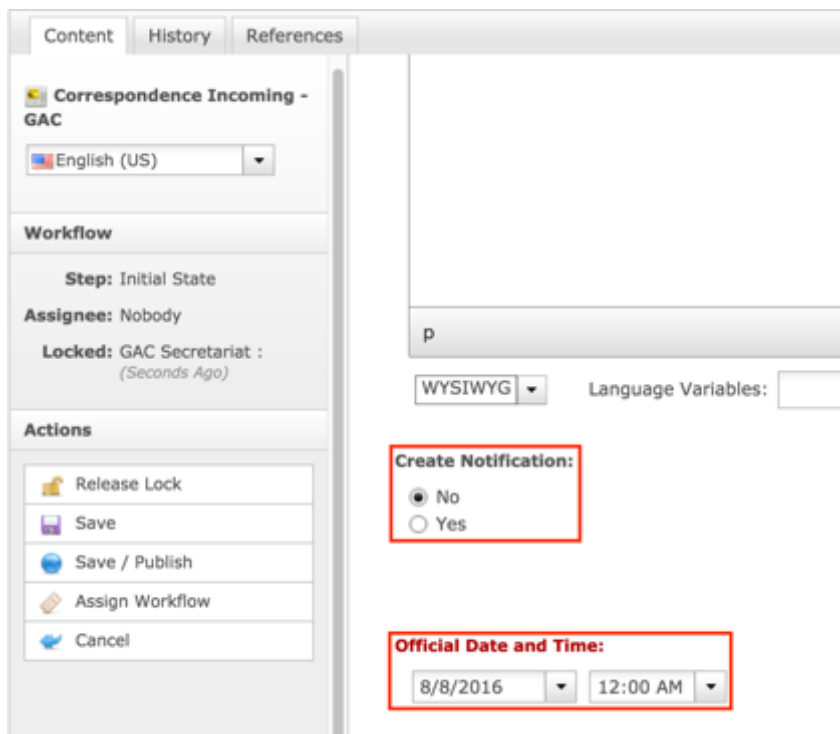 Content History References
Correspondence Incoming -
GAC
English (US)
Workflow
Step: Initial State
Assignee: Nobody
Locked: GAC Secretariat :
(Seconds Ago)
Actions
Release Lock
Save
Save / Publish
Assign Workflow
Cancel
p
WYSIWYG Language Variables:
Create Notification:
No
Yes
Official Date and Time:
8/8/2016 12:00 AM